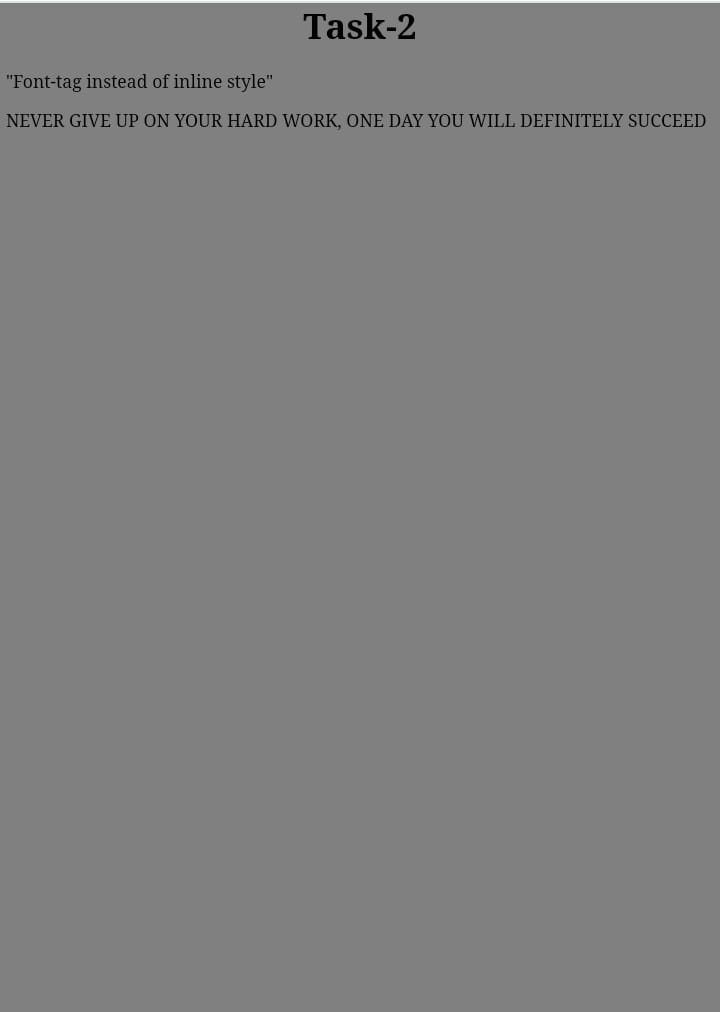 Task-2
"Font-tag instead of inline style"
NEVER GIVE UP ON YOUR HARD WORK, ONE DAY YOU WILL DEFINITELY SUCCEED